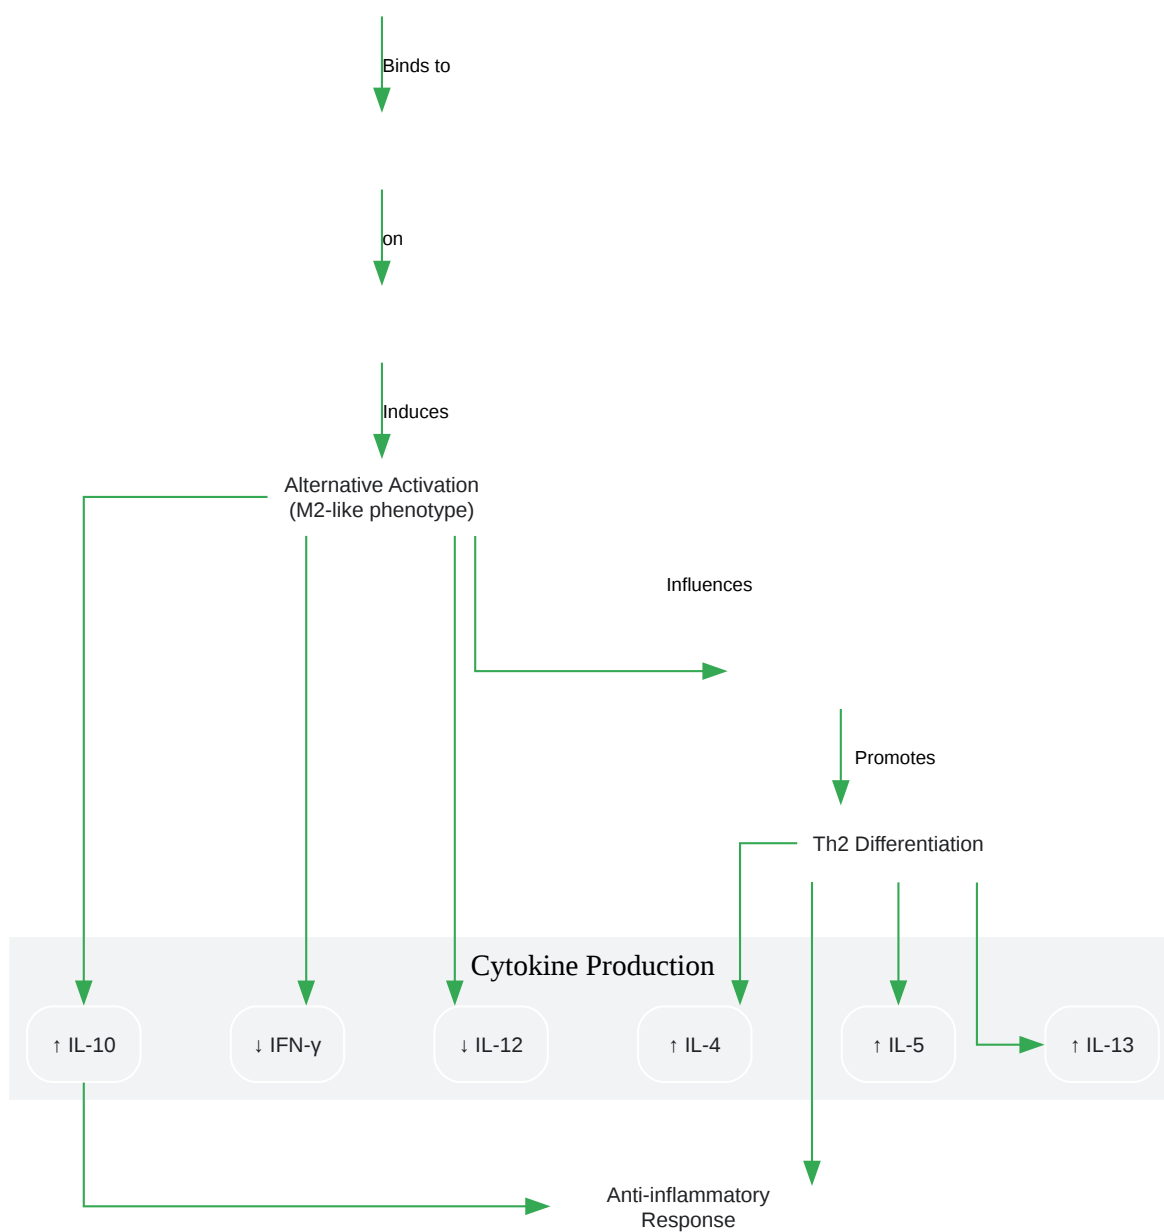 Binds to
on
Induces
Alternative Activation
(M2-like phenotype)
Influences
Promotes
Th2 Differentiation
Cytokine Production
↑ IL-10
↓ IFN-γ
↓ IL-12
↑ IL-4
↑ IL-5
↑ IL-13
Anti-inflammatory
Response